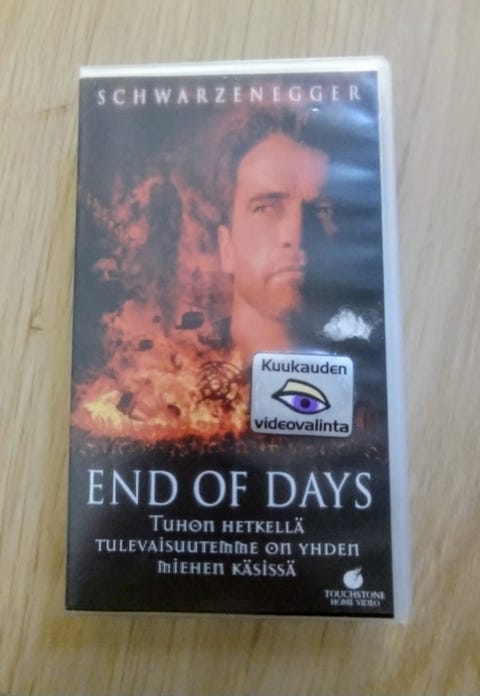 SCHWARZENEGGER
Kuukauden
videovalinta
END OF DAYS
TUHON HETKELLÄ
TULEVAISUUTEMME ON YHDEN
MIEHEN KÄSISSÄ
TOUCHSTONE
HOME VIDEO